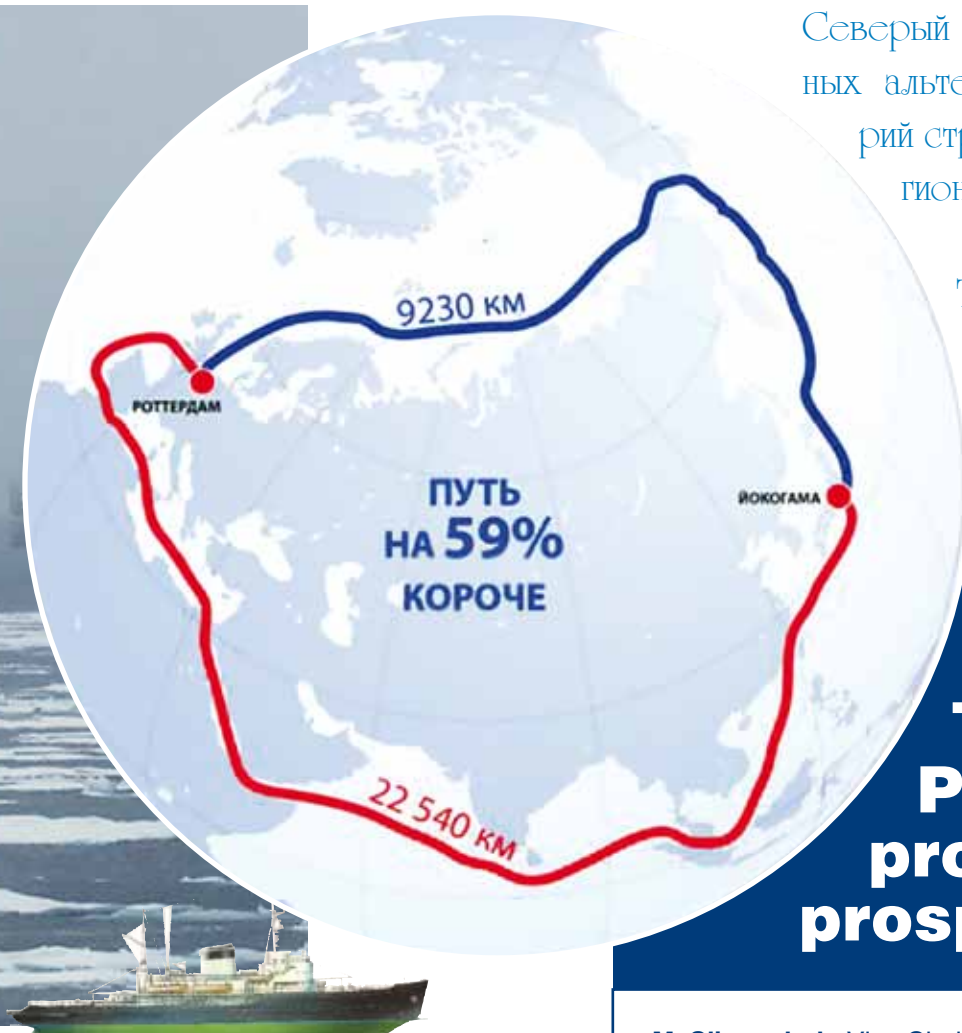 Северый
ных альте
рий стр
гион
9230 км
РОТТЕРДАМ
ЙОКОГАМА
ПУТЬ
НА 59%
КОРОЧЕ
22 540 км
P
pro
prosp